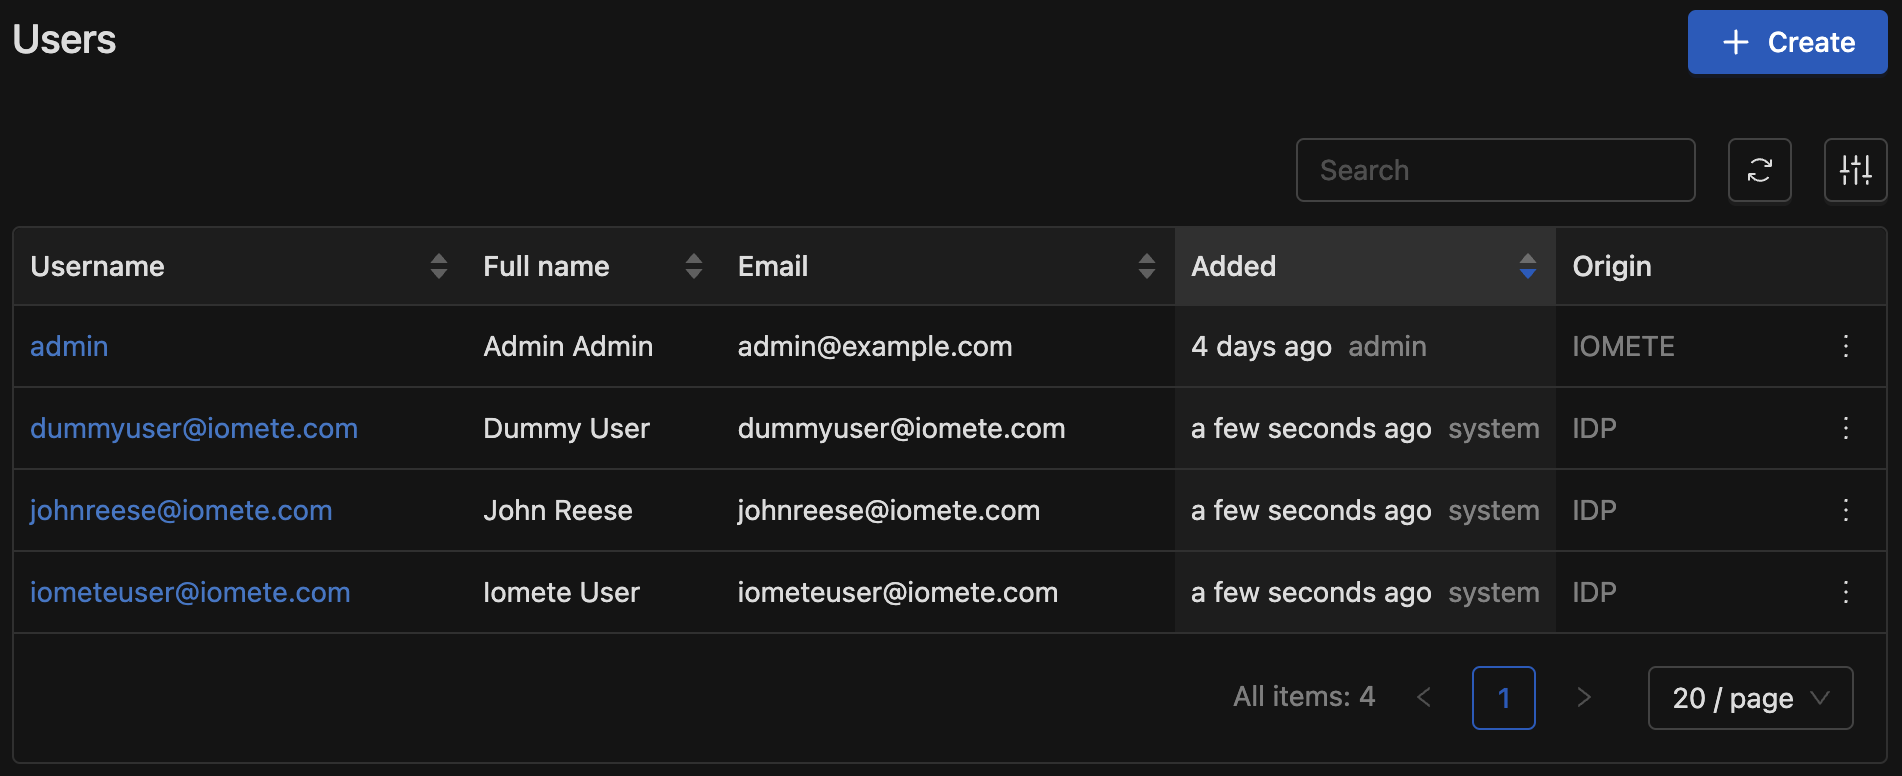 Users
Create
Search
Username Full name Email Added Origin
admin Admin Admin admin@example.com 4 days ago admin IOMETE
dummyuser@iomete.com Dummy User dummyuser@iomete.com a few seconds ago system IDP
johnreese@iomete.com John Reese johnreese@iomete.com a few seconds ago system IDP
iometeuser@iomete.com Iomete User iometeuser@iomete.com a few seconds ago system IDP
All items: 4 1 20 / page